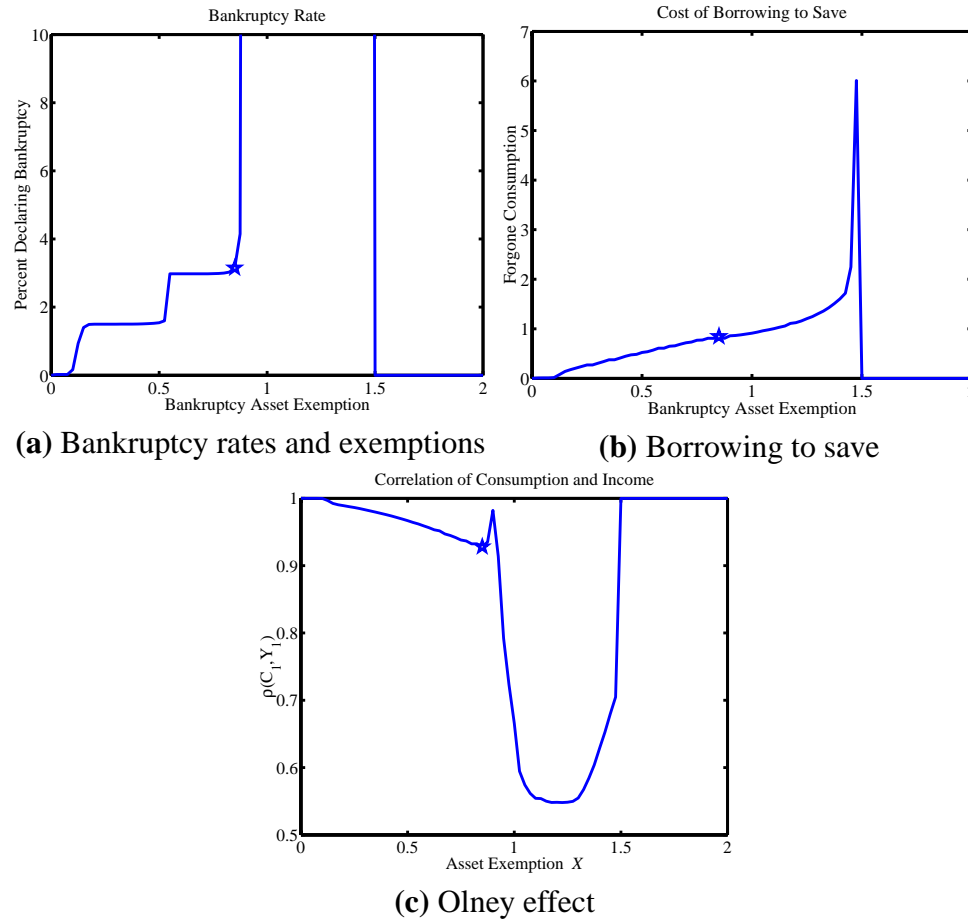 Bankruptcy Rate
Percent Declaring Bankruptcy
10
8
6
4
2
0
0
0.5
1
1.5
2
Bankruptcy Asset Exemption
(a) Bankruptcy rates and exemptions
Cost of Borrowing to Save
Forgone Consumption
7
6
5
4
3
2
1
0
0
0.5
1
1.5
Bankruptcy Asset Exemption
(b) Borrowing to save
Correlation of Consumption and Income
ρ(C_1,Y_1)
1
0.9
0.8
0.7
0.6
0.5
0
0.5
1
1.5
2
Asset Exemption X
(c) Olney effect